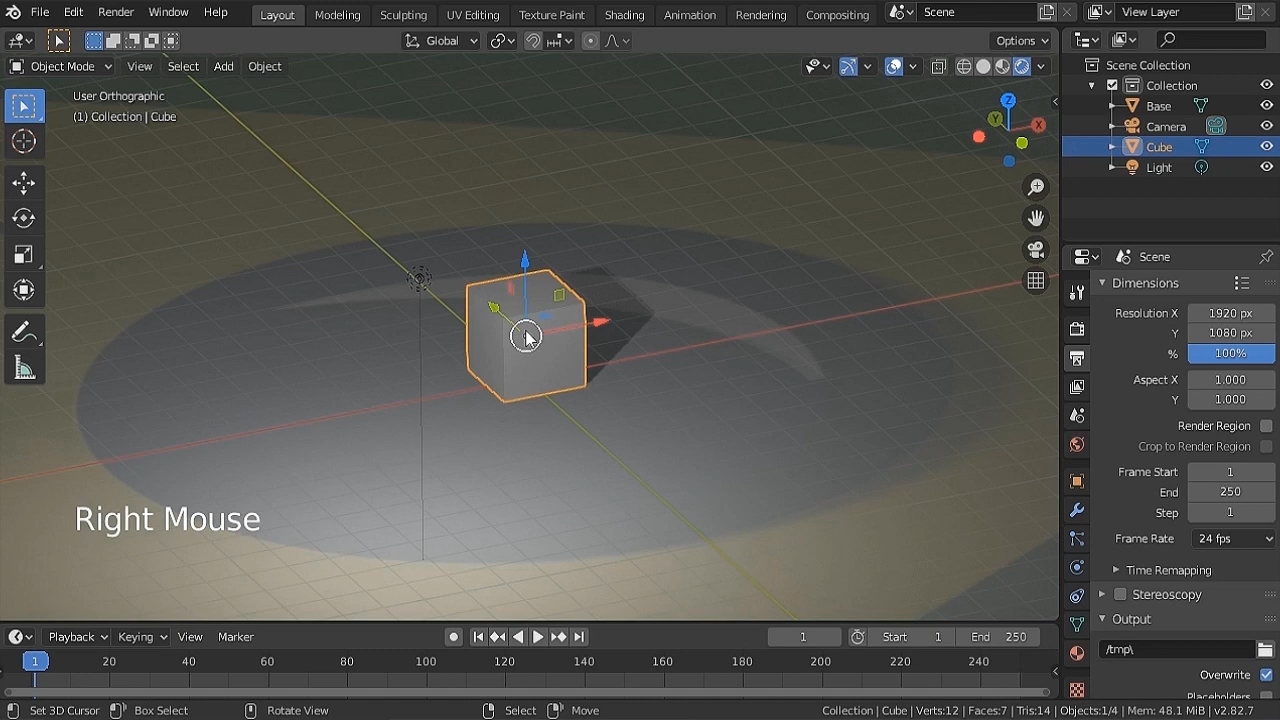 File Edit Render Window Help Layout Modeling Sculpting UV Editing Texture Paint Shading Animation Rendering Compositing Scene View Layer
Global Options
Object Mode View Select Add Object
User Orthographic
(1) Collection | Cube
Z
Y
X
Right Mouse
Scene Collection
Collection
Base
Camera
Cube
Light
Scene
Dimensions
Resolution X 1920 px
Y 1080 px
% 100%
Aspect X 1.000
Y 1.000
Render Region
Crop to Render Region
Frame Start 1
End 250
Step 1
Frame Rate 24 fps
Time Remapping
Stereoscopy
Output
/tmp\
Overwrite
Placeholders
Playback Keying View Marker 1 Start 1 End 250
1 20 40 60 80 100 120 140 160 180 200 220 240
Set 3D Cursor Box Select Rotate View Select Move Collection | Cube | Verts:12 | Faces:7 | Tris:14 | Objects:1/4 | Mem: 48.1 MiB | v2.82.7